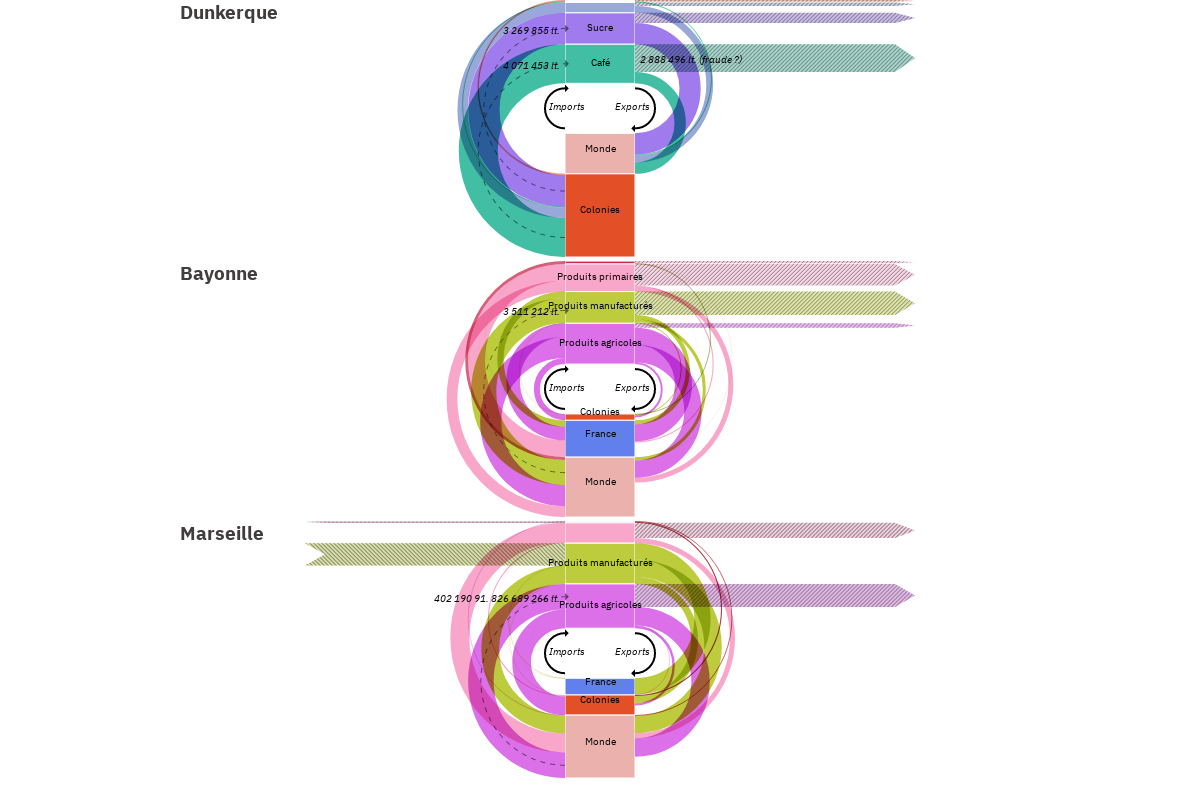 Dunkerque
Sucre
3 269 855 lt.
Café
4 071 453 lt.
2 888 496 lt. (fraude ?)
Imports
Exports
Monde
Colonies
Bayonne
Produits primaires
Produits manufacturés
3 511 212 lt.
Produits agricoles
Imports
Exports
Colonies
France
Monde
Marseille
Produits manufacturés
402 190 91. 826 689 266 lt.
Produits agricoles
Imports
Exports
France
Colonies
Monde